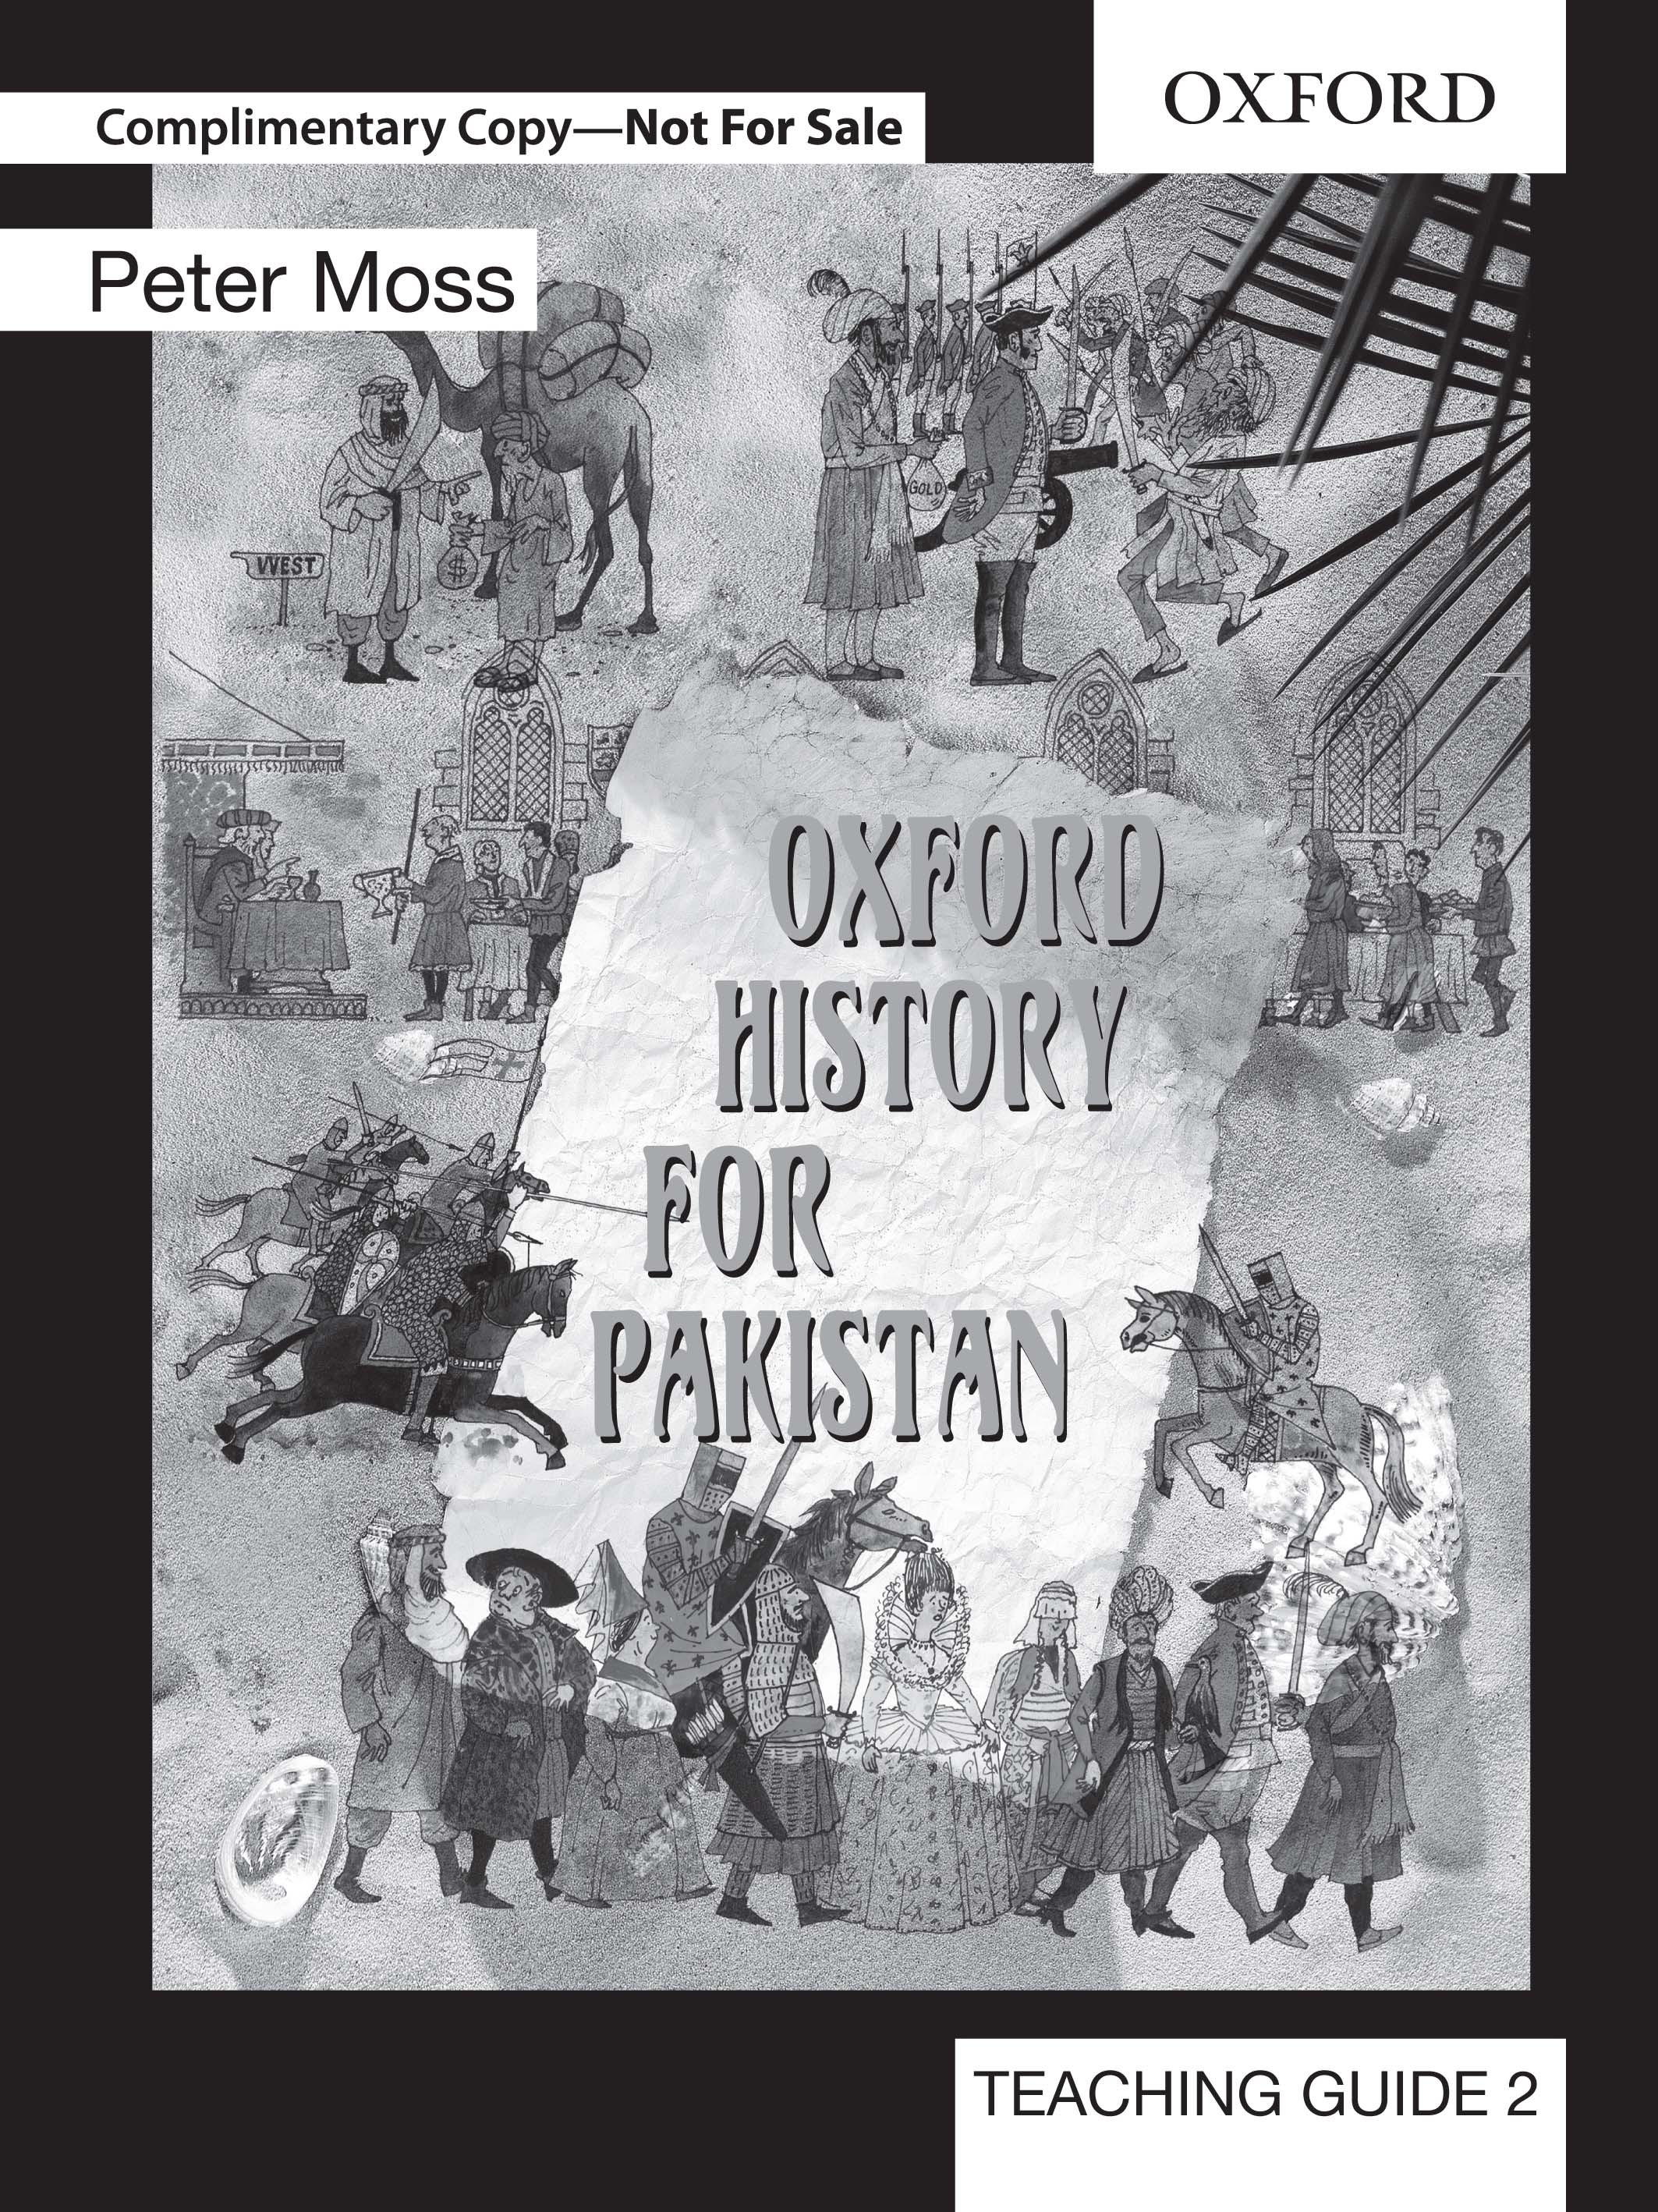 OXFORD
Complimentary Copy—Not For Sale
Peter Moss
GOLD
WEST
$
OXFORD
HISTORY
FOR
PAKISTAN
TEACHING GUIDE 2